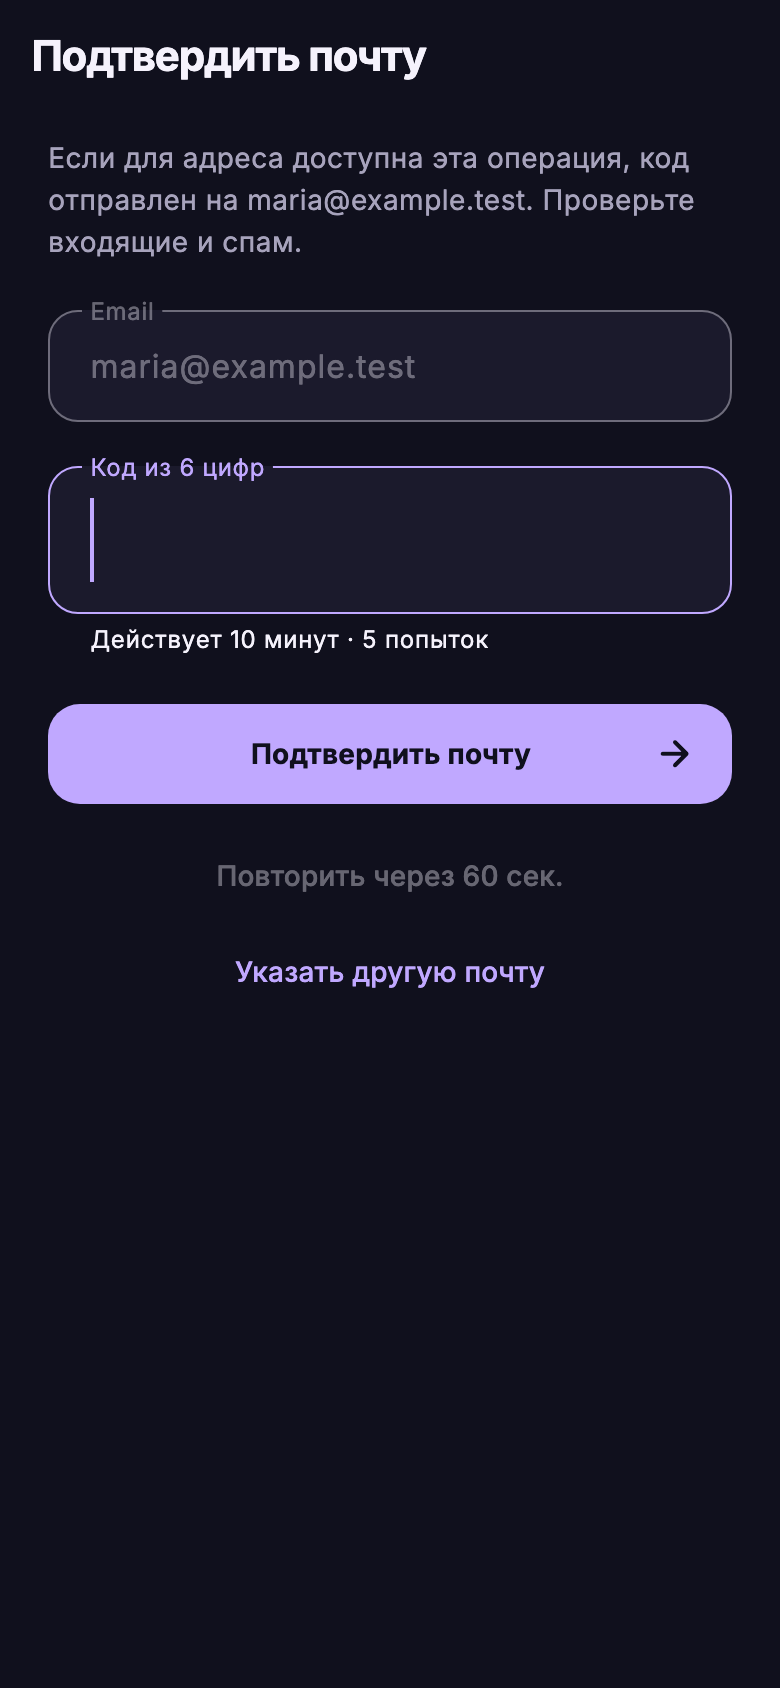 Подтвердить почту
Если для адреса доступна эта операция, код
отправлен на maria@example.test. Проверьте
входящие и спам.
Email
maria@example.test
Код из 6 цифр
Действует 10 минут · 5 попыток
Подтвердить почту
Повторить через 60 сек.
Указать другую почту